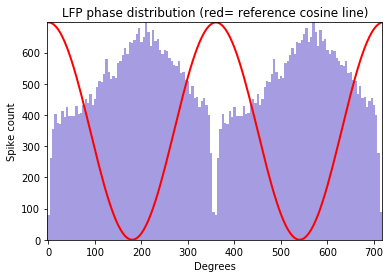 LFP phase distribution (red= reference cosine line)
Spike count
600
500
400
300
200
100
0
0 100 200 300 400 500 600 700
Degrees